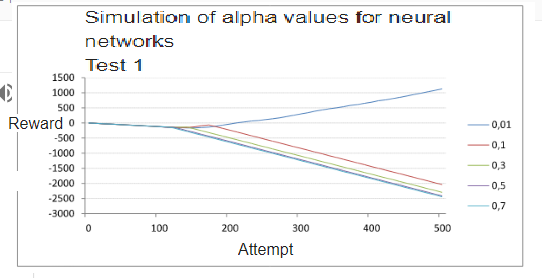 Simulation of alpha values for neural
networks
Test 1
1500
1000
500
Reward 0
-500
-1000
-1500
-2000
-2500
-3000
0 100 200 300 400 500
Attempt
0,01
0,1
0,3
0,5
0,7